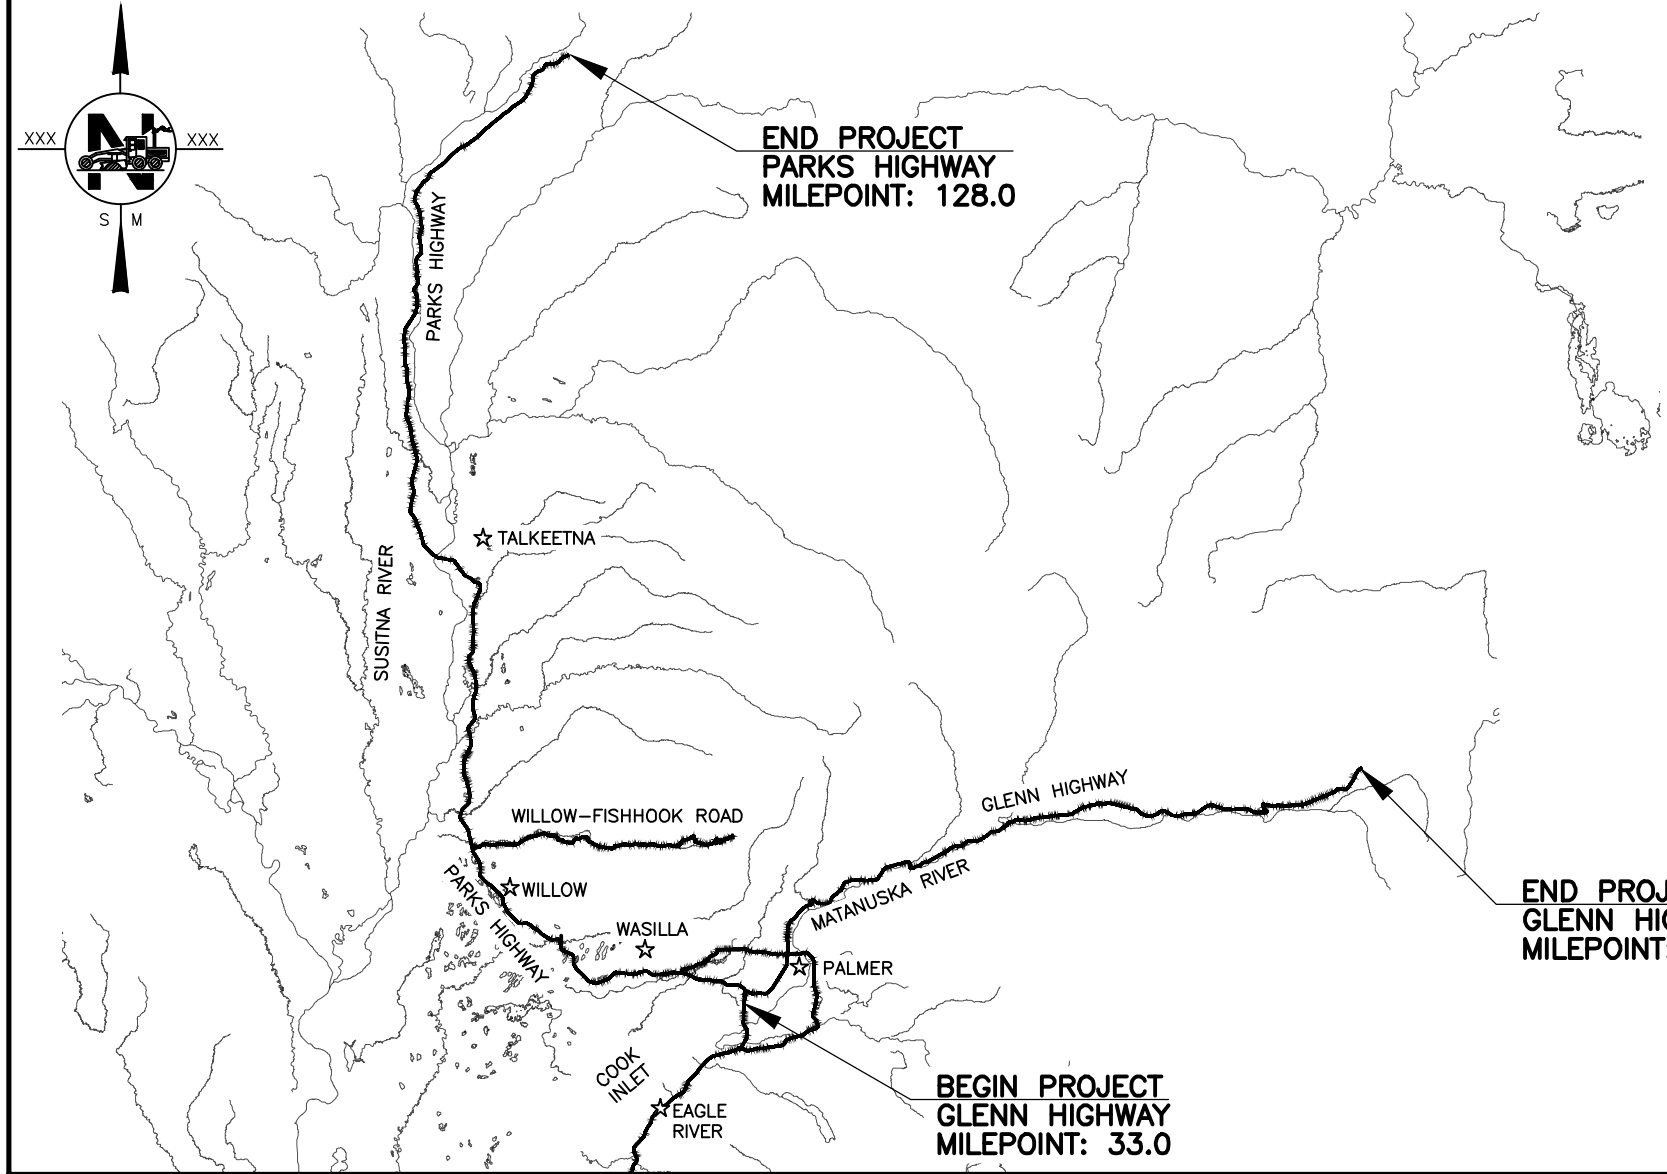 END PROJECT
PARKS HIGHWAY
MILEPOINT: 128.0
XXX
N
XXX
S M
PARKS HIGHWAY
TALKEETNA
SUSITNA RIVER
GLENN HIGHWAY
WILLOW-FISHHOOK ROAD
MATANUSKA RIVER
PARKS HIGHWAY
WILLOW
WASILLA
PALMER
END PROJ
GLENN HI
MILEPOINT:
COOK
INLET
BEGIN PROJECT
GLENN HIGHWAY
MILEPOINT: 33.0
EAGLE
RIVER